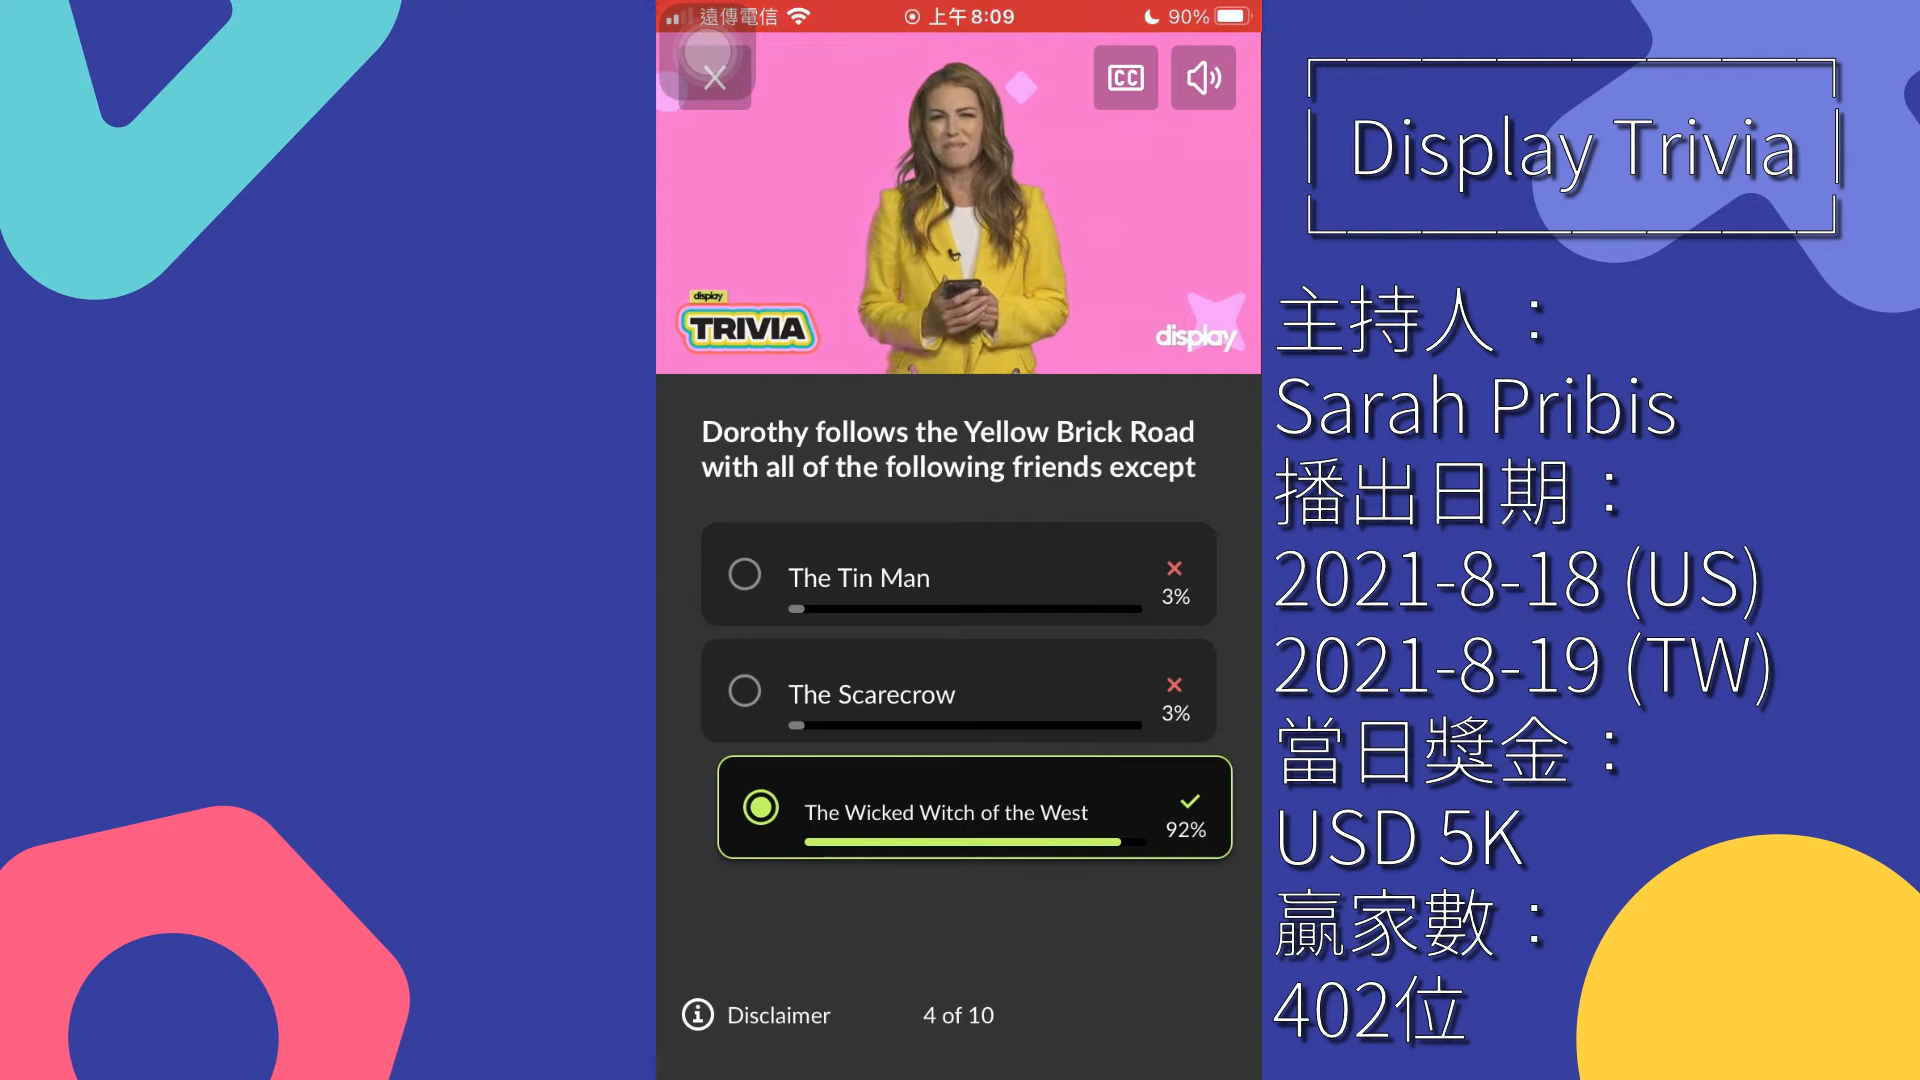 遠傳電信
上午8:09
90%
CC
display
TRIVIA
display
Dorothy follows the Yellow Brick Road
with all of the following friends except
The Tin Man
3%
The Scarecrow
3%
The Wicked Witch of the West
92%
Disclaimer
4 of 10
Display Trivia
主持人：
Sarah Pribis
播出日期：
2021-8-18 (US)
2021-8-19 (TW)
當日獎金：
USD 5K
贏家數：
402位